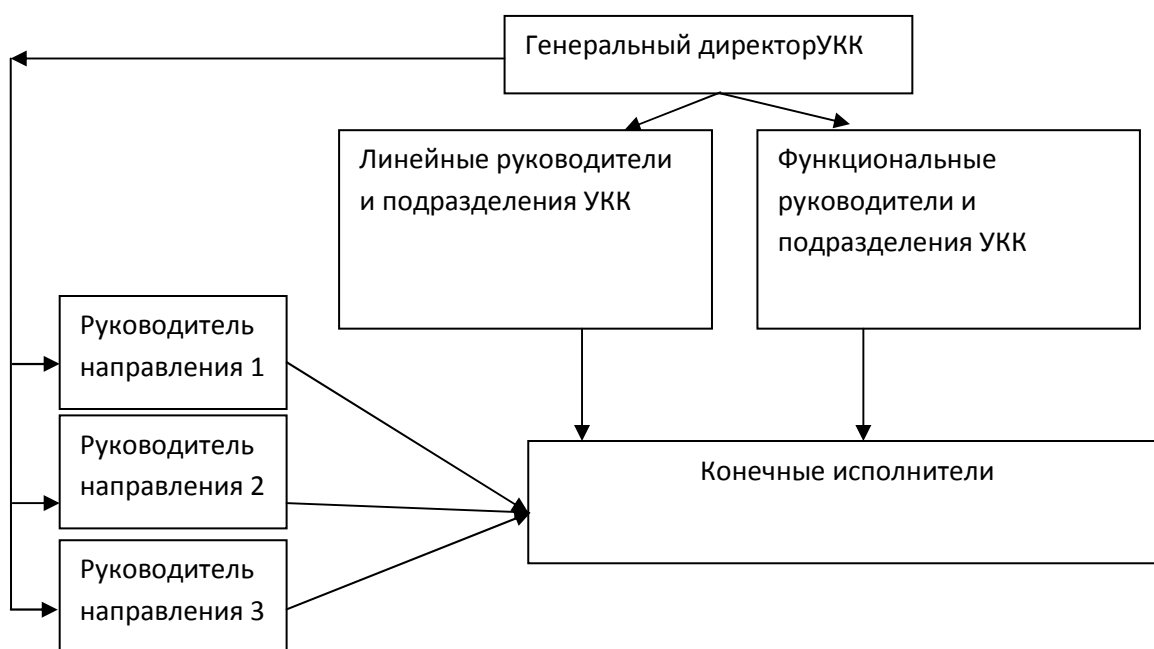 Генеральный директорУКК
Линейные руководители
и подразделения УКК
Функциональные
руководители и
подразделения УКК
Руководитель
направления 1
Руководитель
направления 2
Руководитель
направления 3
Конечные исполнители